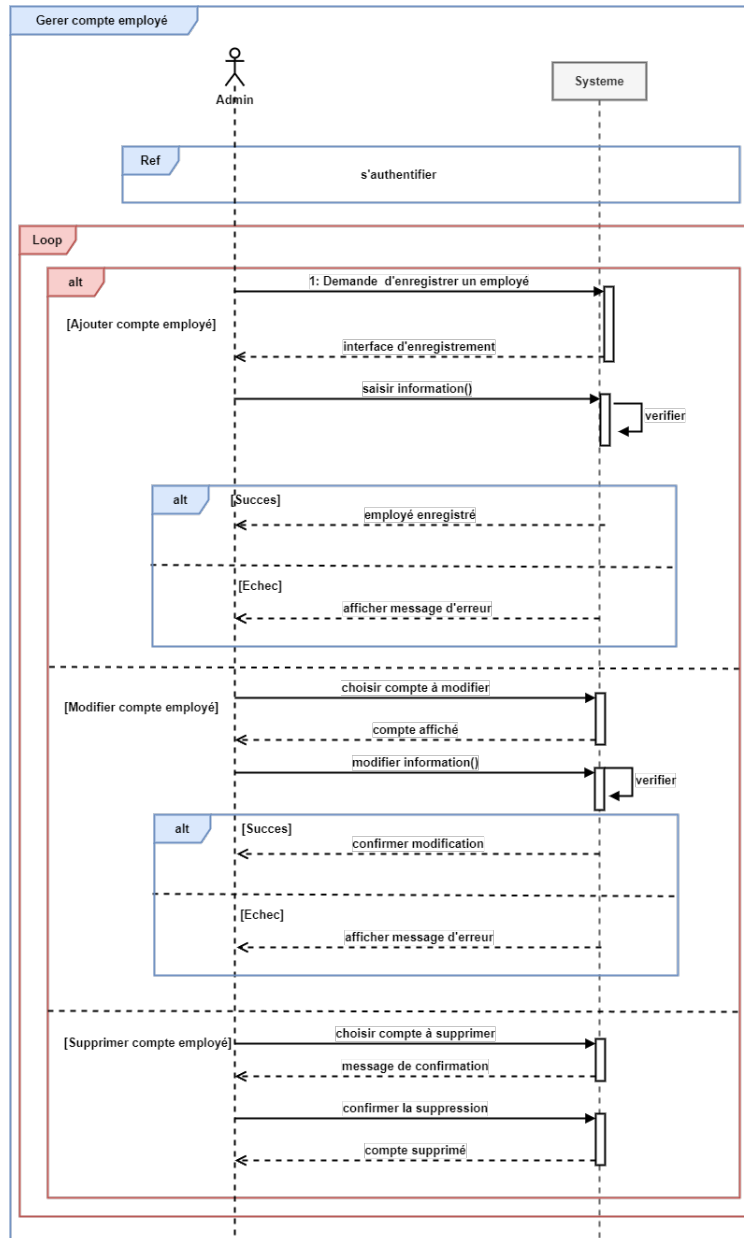 Gerer compte employé
Admin
Systeme
Ref
s'authentifier
Loop
alt
1: Demande d'enregistrer un employé
[Ajouter compte employé]
interface d'enregistrement
saisir information()
verifier
alt
[Succes]
employé enregistré
[Echec]
afficher message d'erreur
choisir compte à modifier
[Modifier compte employé]
compte affiché
modifier information()
verifier
alt
[Succes]
confirmer modification
[Echec]
afficher message d'erreur
choisir compte à supprimer
[Supprimer compte employé]
message de confirmation
confirmer la suppression
compte supprimé